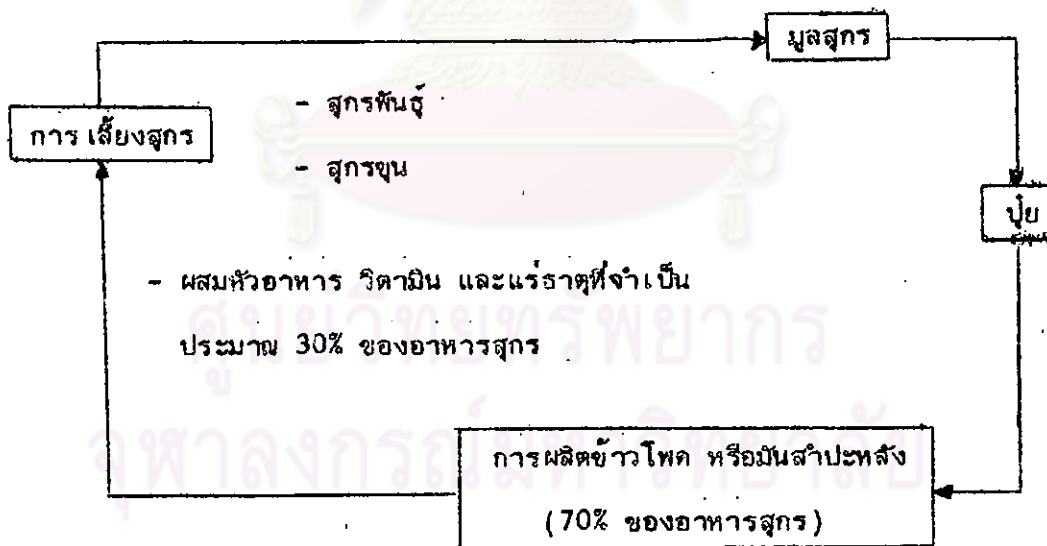 มูลสุกร
- สุกรพันธุ์
การเลี้ยงสุกร
- สุกรขุน
ปุ๋ย
- ผสมหัวอาหาร วิตามิน และแร่ธาตุที่จำเป็น
ประมาณ 30% ของอาหารสุกร
ศูนย์วิทยทรัพยากร
จุฬาลงกรณ์มหาวิทยาลัย
การผลิตข้าวโพด หรือมันสำปะหลัง
(70% ของอาหารสุกร)